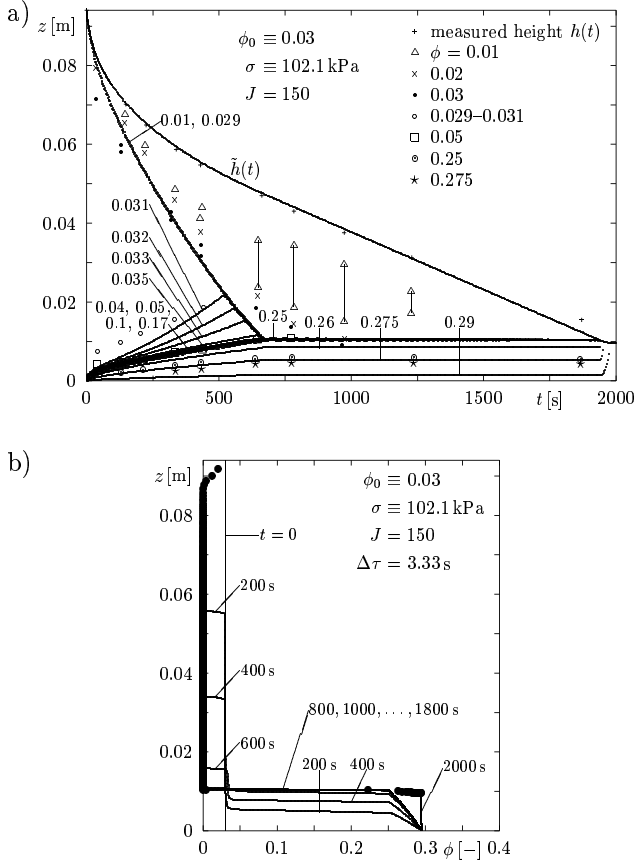 a)
z [m]
0.08
0.06
0.04
0.02
0
0
500
1000
1500
2000
t [s]
ϕ₀ ≡ 0.03
σ ≡ 102.1 kPa
J = 150
measured height h(t)
ϕ = 0.01
0.02
0.03
0.029–0.031
0.05
0.25
0.275
0.01, 0.029
h̃(t)
0.031
0.032
0.033
0.035
0.04, 0.05,
0.1, 0.17
0.25
0.26
0.275
0.29
b)
z [m]
0.08
0.06
0.04
0.02
0
0
0.1
0.2
0.3
0.4
ϕ [−]
ϕ₀ ≡ 0.03
σ ≡ 102.1 kPa
J = 150
Δτ = 3.33 s
t = 0
200 s
400 s
600 s
800, 1000, . . . , 1800 s
200 s
400 s
2000 s